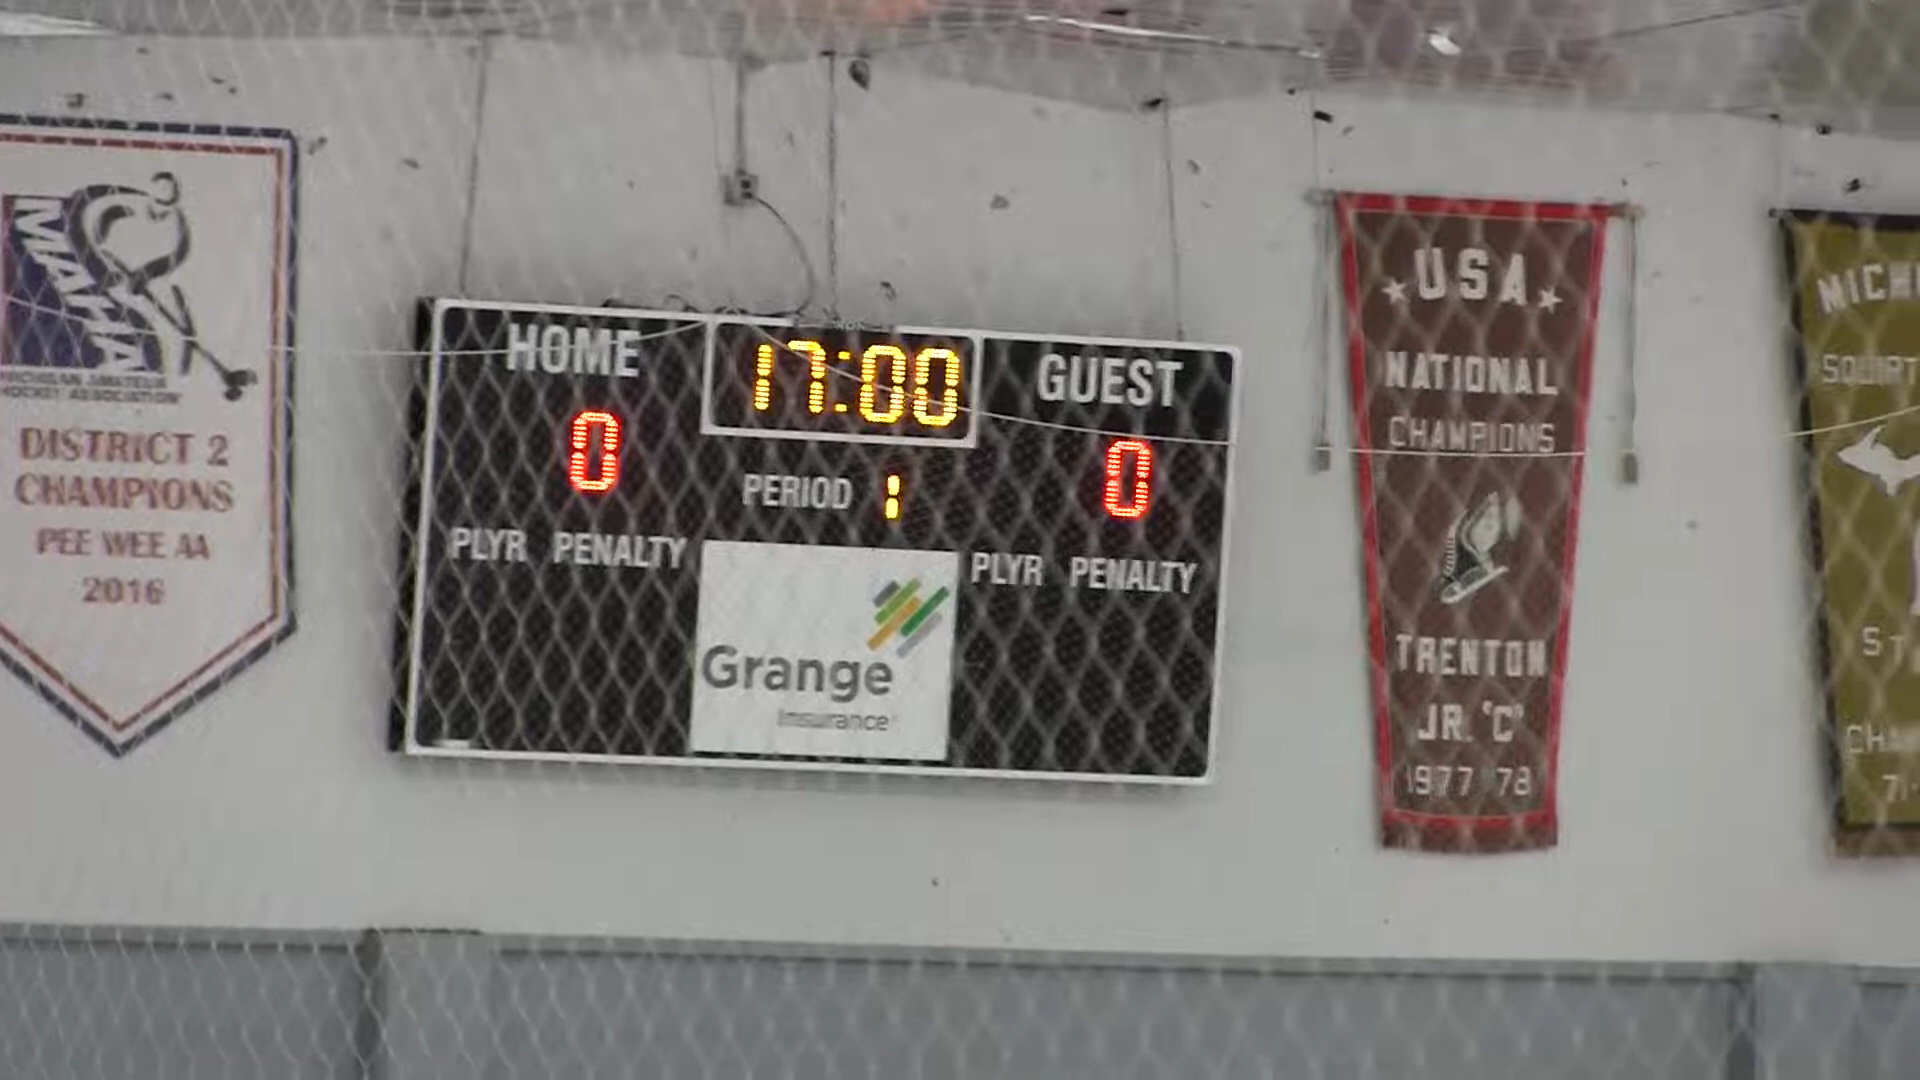 MAHA
MICHIGAN AMATEUR
HOCKEY ASSOCIATION
DISTRICT 2
CHAMPIONS
PEE WEE AA
2016
HOME
17:00
GUEST
0
PERIOD 1
0
PLYR PENALTY
PLYR PENALTY
Grange
Insurance
USA
NATIONAL
CHAMPIONS
TRENTON
JR. "C"
1977 78
SQUIRT